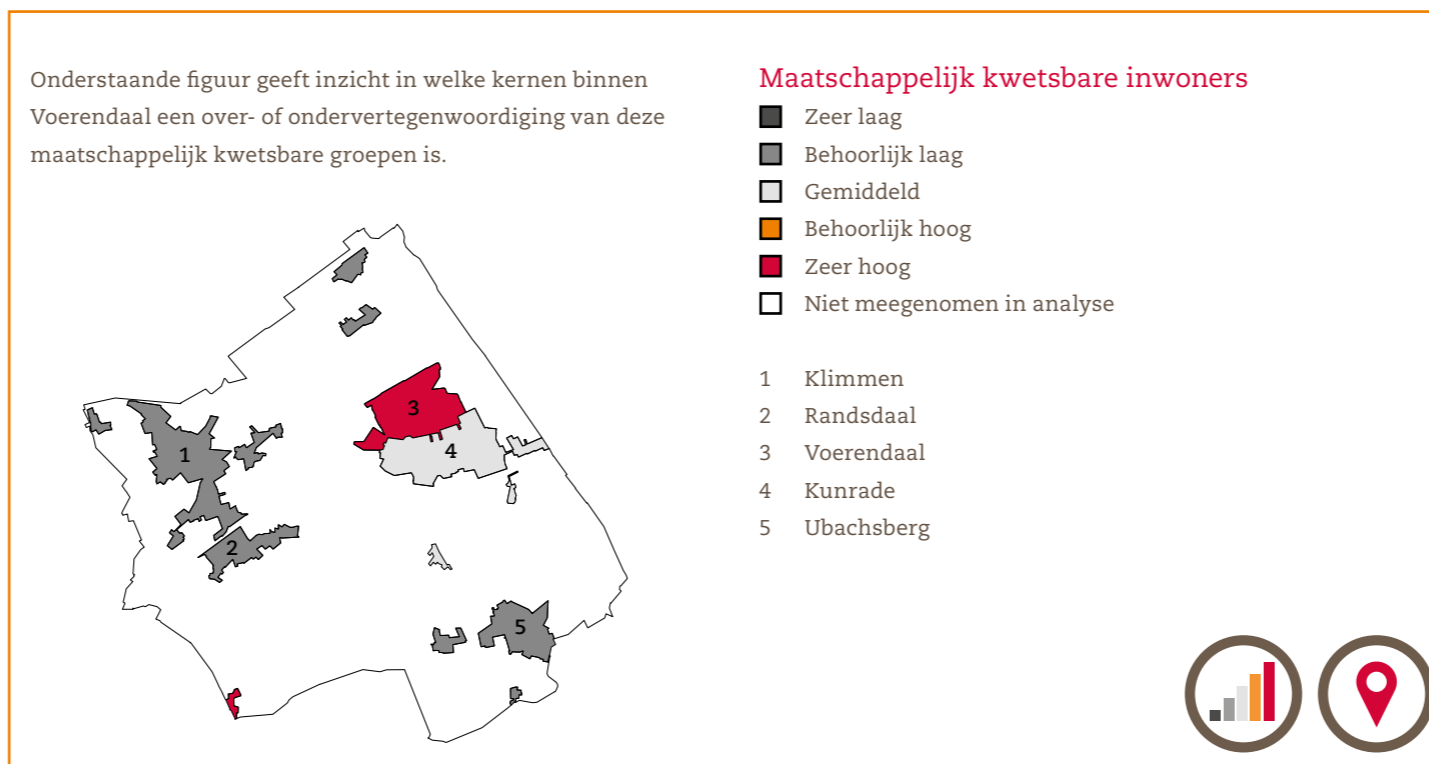 Onderstaande figuur geeft inzicht in welke kernen binnen
Voerendaal een over- of ondervertegenwoordiging van deze
maatschappelijk kwetsbare groepen is.
Maatschappelijk kwetsbare inwoners
Zeer laag
Behoorlijk laag
Gemiddeld
Behoorlijk hoog
Zeer hoog
Niet meegenomen in analyse
1 Klimmen
2 Randsdaal
3 Voerendaal
4 Kunrade
5 Ubachsberg
3
4
1
2
5